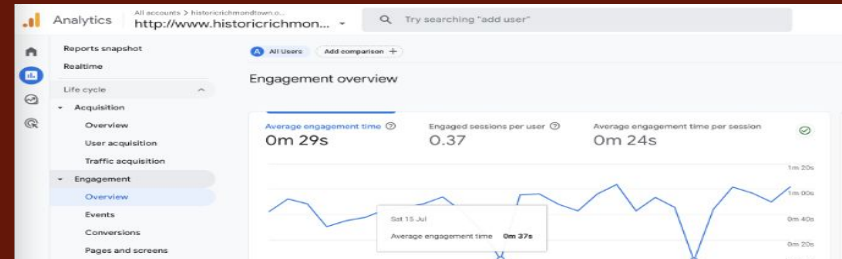 All accounts > historicrichmondtown.o...
Analytics http://www.historicrichmon...
Try searching "add user"
Reports snapshot
Realtime
Life cycle
Acquisition
Overview
User acquisition
Traffic acquisition
Engagement
Overview
Events
Conversions
Pages and screens
A All Users Add comparison +
Engagement overview
Average engagement time Engaged sessions per user Average engagement time per session
0m 29s 0.37 0m 24s
1m 20s
1m 00s
0m 40s
0m 20s
Sat 15 Jul
Average engagement time 0m 37s